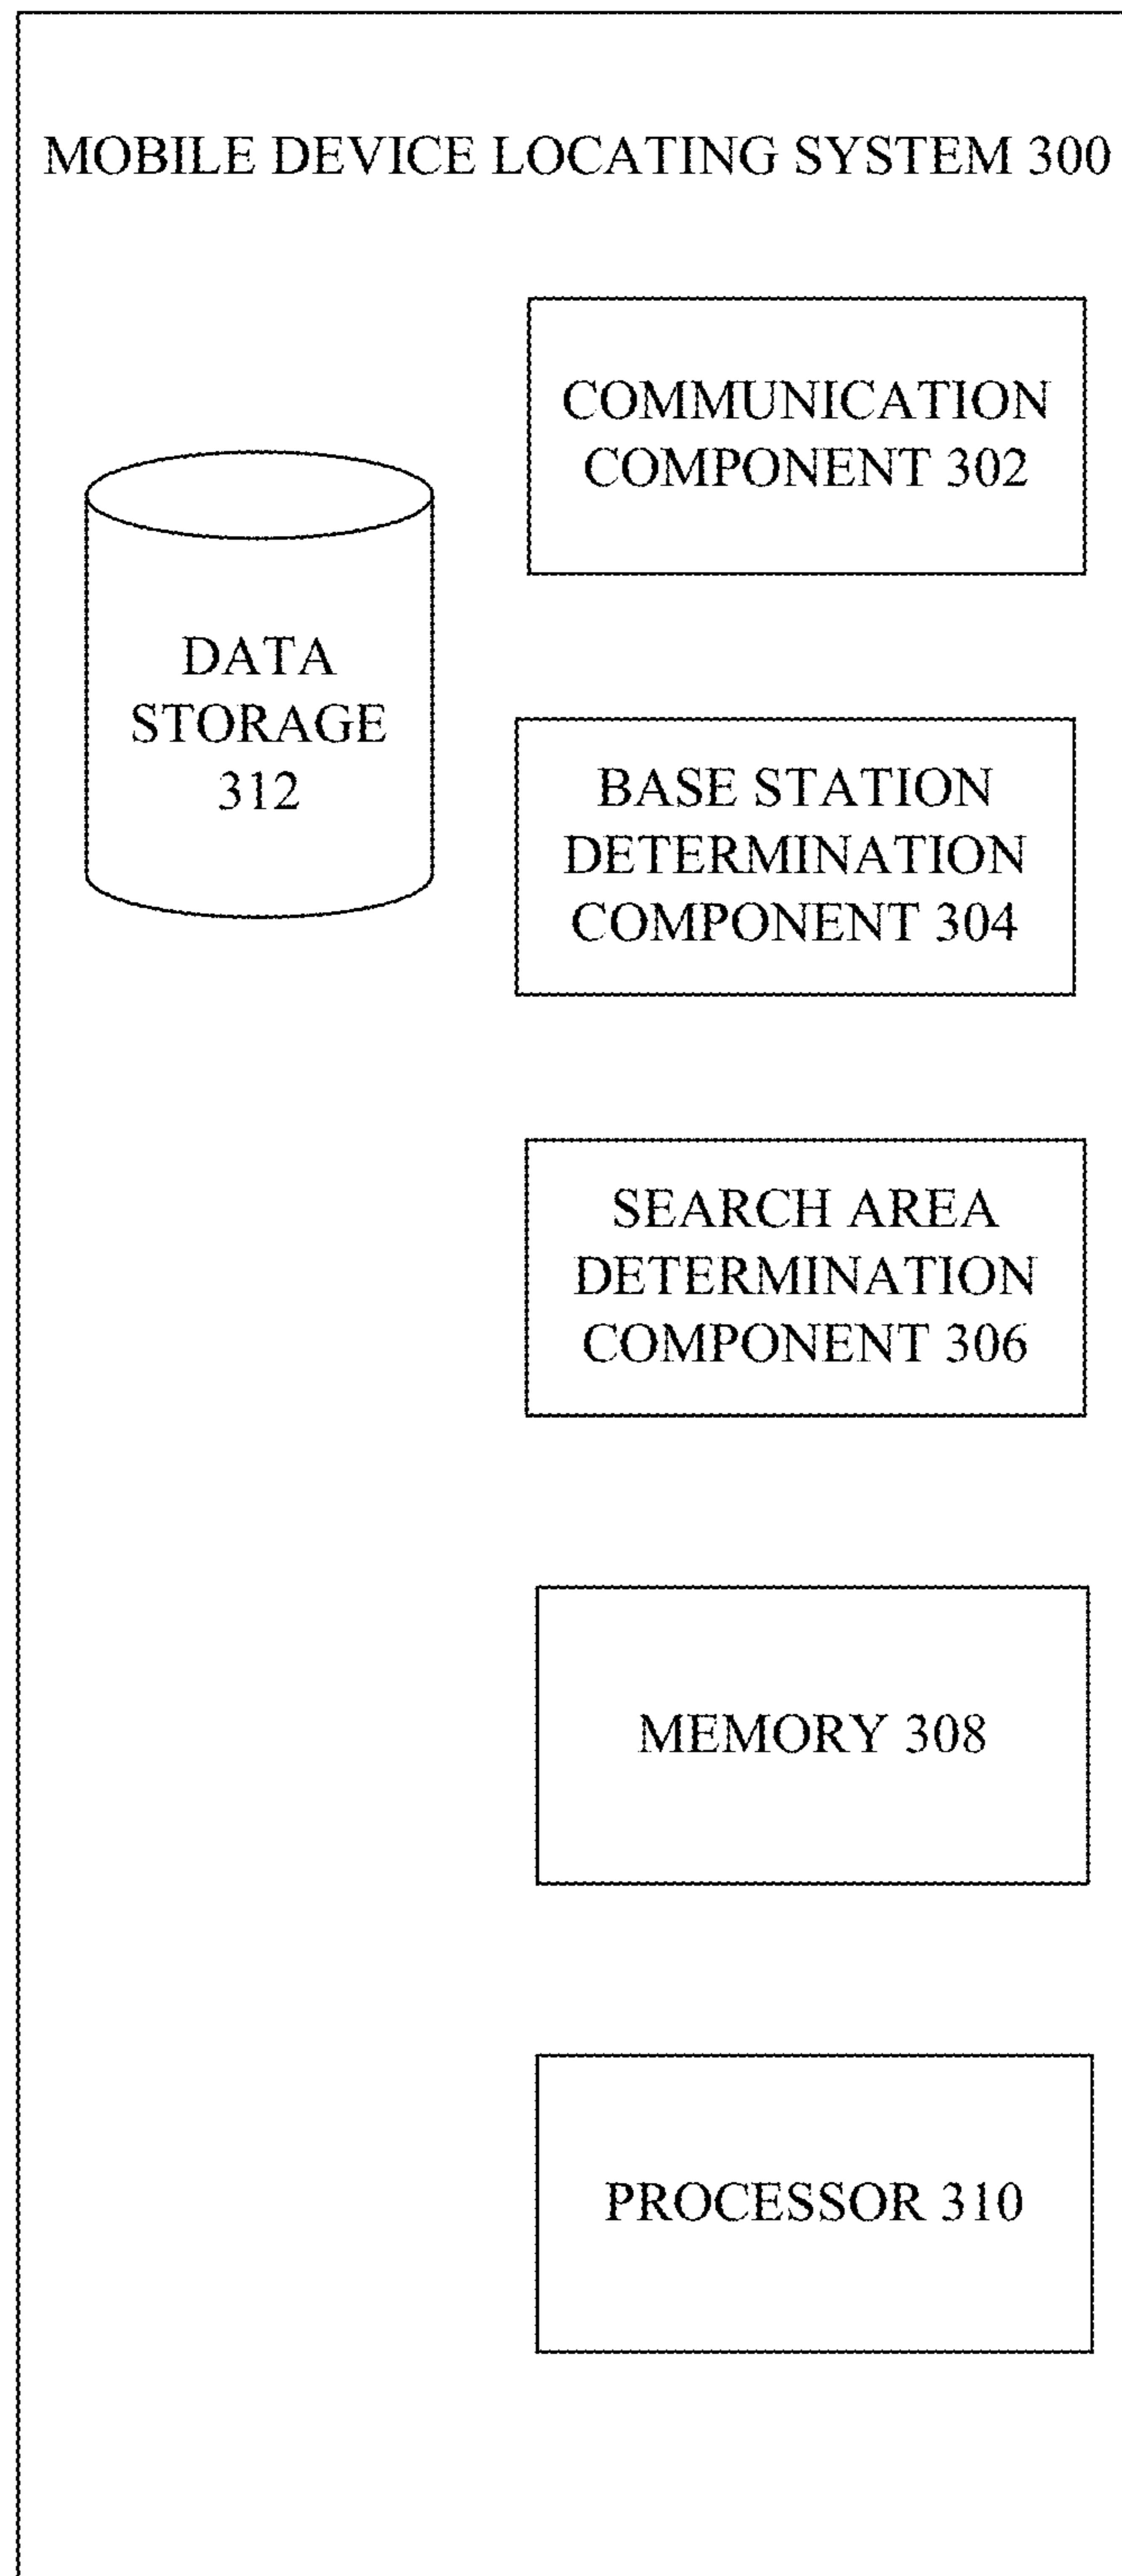 MOBILE DEVICE LOCATING SYSTEM 300
COMMUNICATION
COMPONENT 302
DATA
STORAGE
312
BASE STATION
DETERMINATION
COMPONENT 304
SEARCH AREA
DETERMINATION
COMPONENT 306
MEMORY 308
PROCESSOR 310